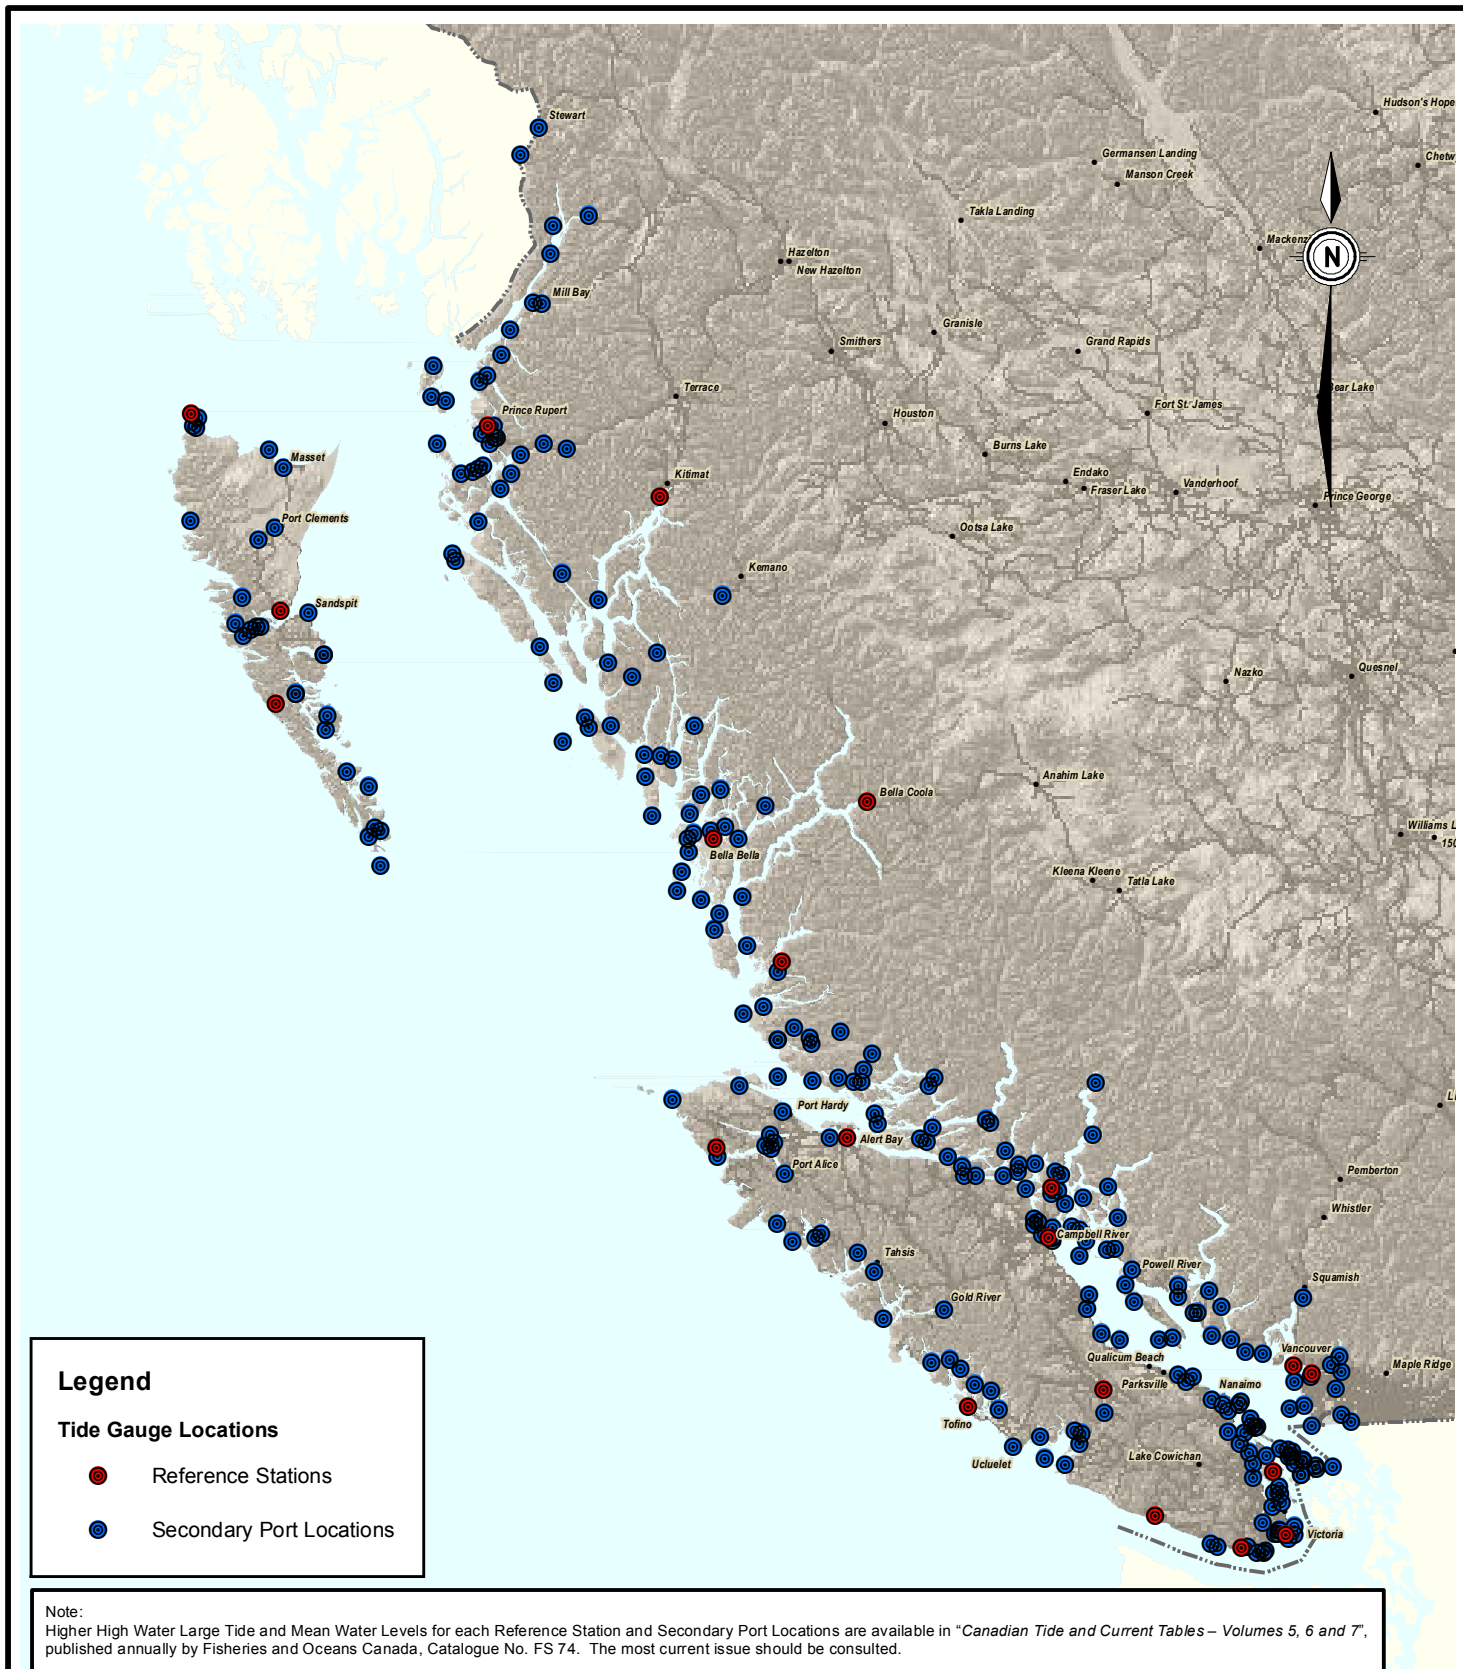 Stewart
Hudson's Hope
Germansen Landing
Manson Creek
Takla Landing
Hazelton
New Hazelton
N
Mill Bay
Granisle
Smithers
Grand Rapids
Terrace
Bear Lake
Prince Rupert
Houston
Fort St. James
Masset
Burns Lake
Kitimat
Endako
Fraser Lake
Vanderhoof
Prince George
Port Clements
Ootsa Lake
Kemano
Sandspit
Nazko
Quesnel
Anahim Lake
Bella Coola
Williams L
150
Bella Bella
Kleena Kleene
Tatla Lake
Port Hardy
Alert Bay
Port Alice
Pemberton
Whistler
Campbell River
Tahsis
Powell River
Squamish
Gold River
Vancouver
Qualicum Beach
Maple Ridge
Parksville
Nanaimo
Tofino
Lake Cowichan
Ucluelet
Victoria
Legend
Tide Gauge Locations
Reference Stations
Secondary Port Locations
Note:
Higher High Water Large Tide and Mean Water Levels for each Reference Station and Secondary Port Locations are available in “Canadian Tide and Current Tables – Volumes 5, 6 and 7”,
published annually by Fisheries and Oceans Canada, Catalogue No. FS 74.  The most current issue should be consulted.